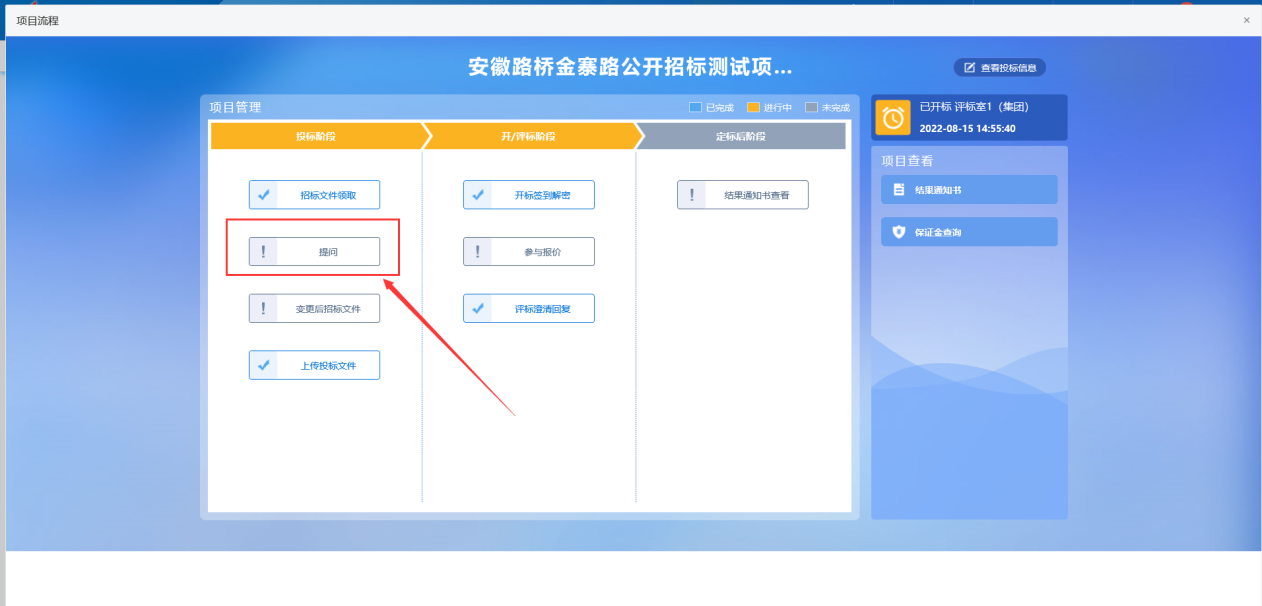 项目流程
×
安徽路桥金寨路公开招标测试项...
查看投标信息
项目管理
已完成 进行中 未完成
投标阶段
开/评标阶段
定标后阶段
招标文件领取
提问
变更后招标文件
上传投标文件
开标签到解密
参与报价
评标澄清回复
结果通知书查看
已开标 评标室1（集团）
2022-08-15 14:55:40
项目查看
结果通知书
保证金查询